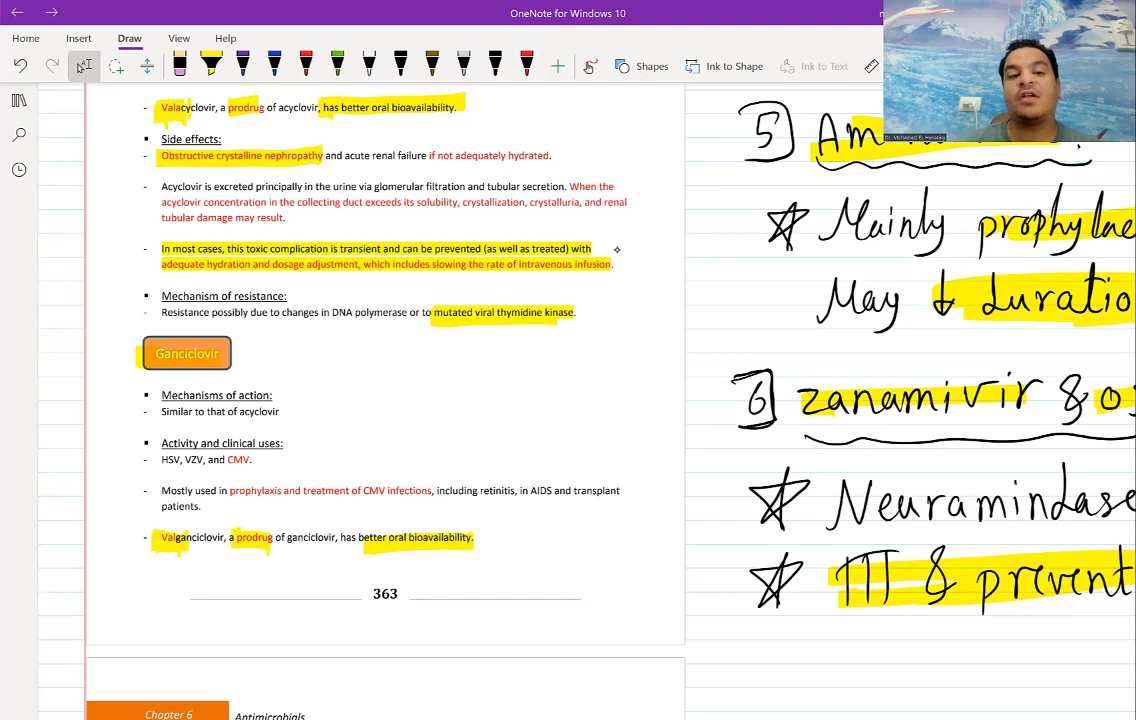 OneNote for Windows 10
Home Insert Draw View Help
Shapes Ink to Shape Ink to Text
- Valacyclovir, a prodrug of acyclovir, has better oral bioavailability.
▪ Side effects:
- Obstructive crystalline nephropathy and acute renal failure if not adequately hydrated.
- Acyclovir is excreted principally in the urine via glomerular filtration and tubular secretion. When the
acyclovir concentration in the collecting duct exceeds its solubility, crystallization, crystalluria, and renal
tubular damage may result.
- In most cases, this toxic complication is transient and can be prevented (as well as treated) with
adequate hydration and dosage adjustment, which includes slowing the rate of intravenous infusion.
▪ Mechanism of resistance:
- Resistance possibly due to changes in DNA polymerase or to mutated viral thymidine kinase.
Ganciclovir
▪ Mechanisms of action:
- Similar to that of acyclovir
▪ Activity and clinical uses:
- HSV, VZV, and CMV.
- Mostly used in prophylaxis and treatment of CMV infections, including retinitis, in AIDS and transplant
patients.
- Valganciclovir, a prodrug of ganciclovir, has better oral bioavailability.
363
Chapter 6 Antimicrobials
5 Am
Mainly prophylac
May ↓ duratio
6 zanamivir & os
Neuramindase
TTT & prevent
Dr. Mohamed EL Hesseiny